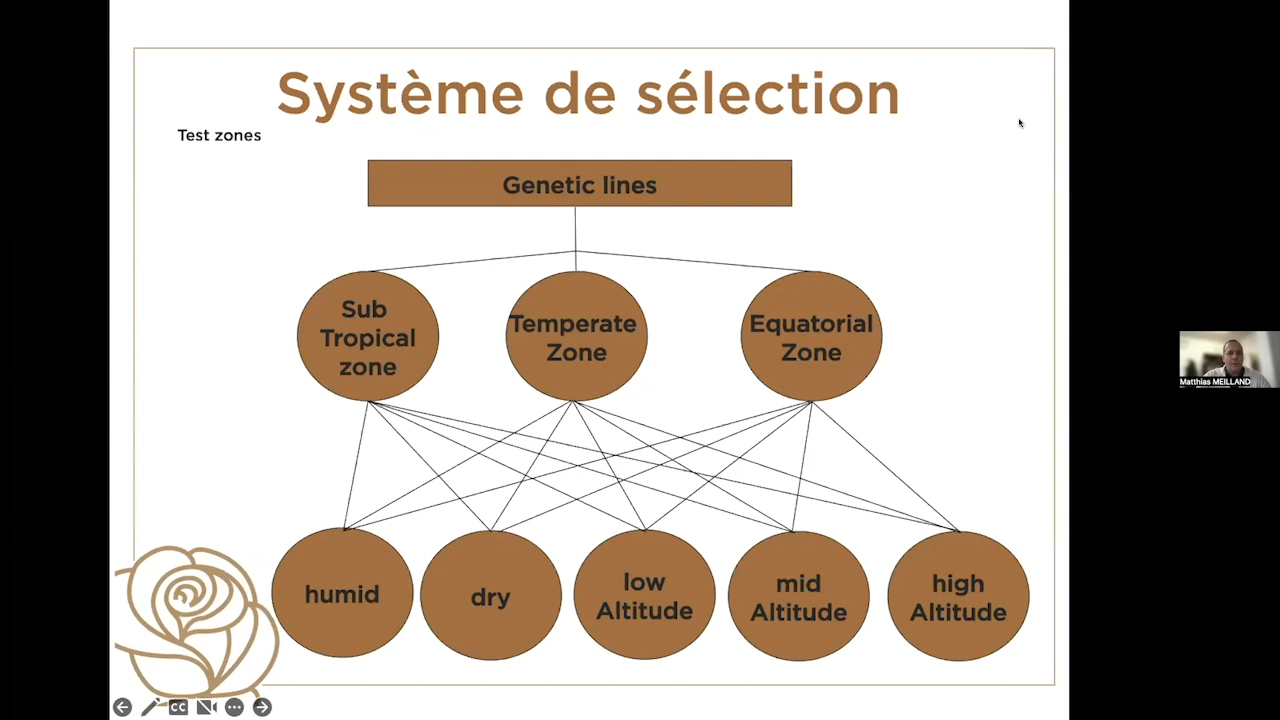 Système de sélection
Test zones
Genetic lines
Sub
Tropical
zone
Temperate
Zone
Equatorial
Zone
humid
dry
low
Altitude
mid
Altitude
high
Altitude
Matthias MEILLAND
CC